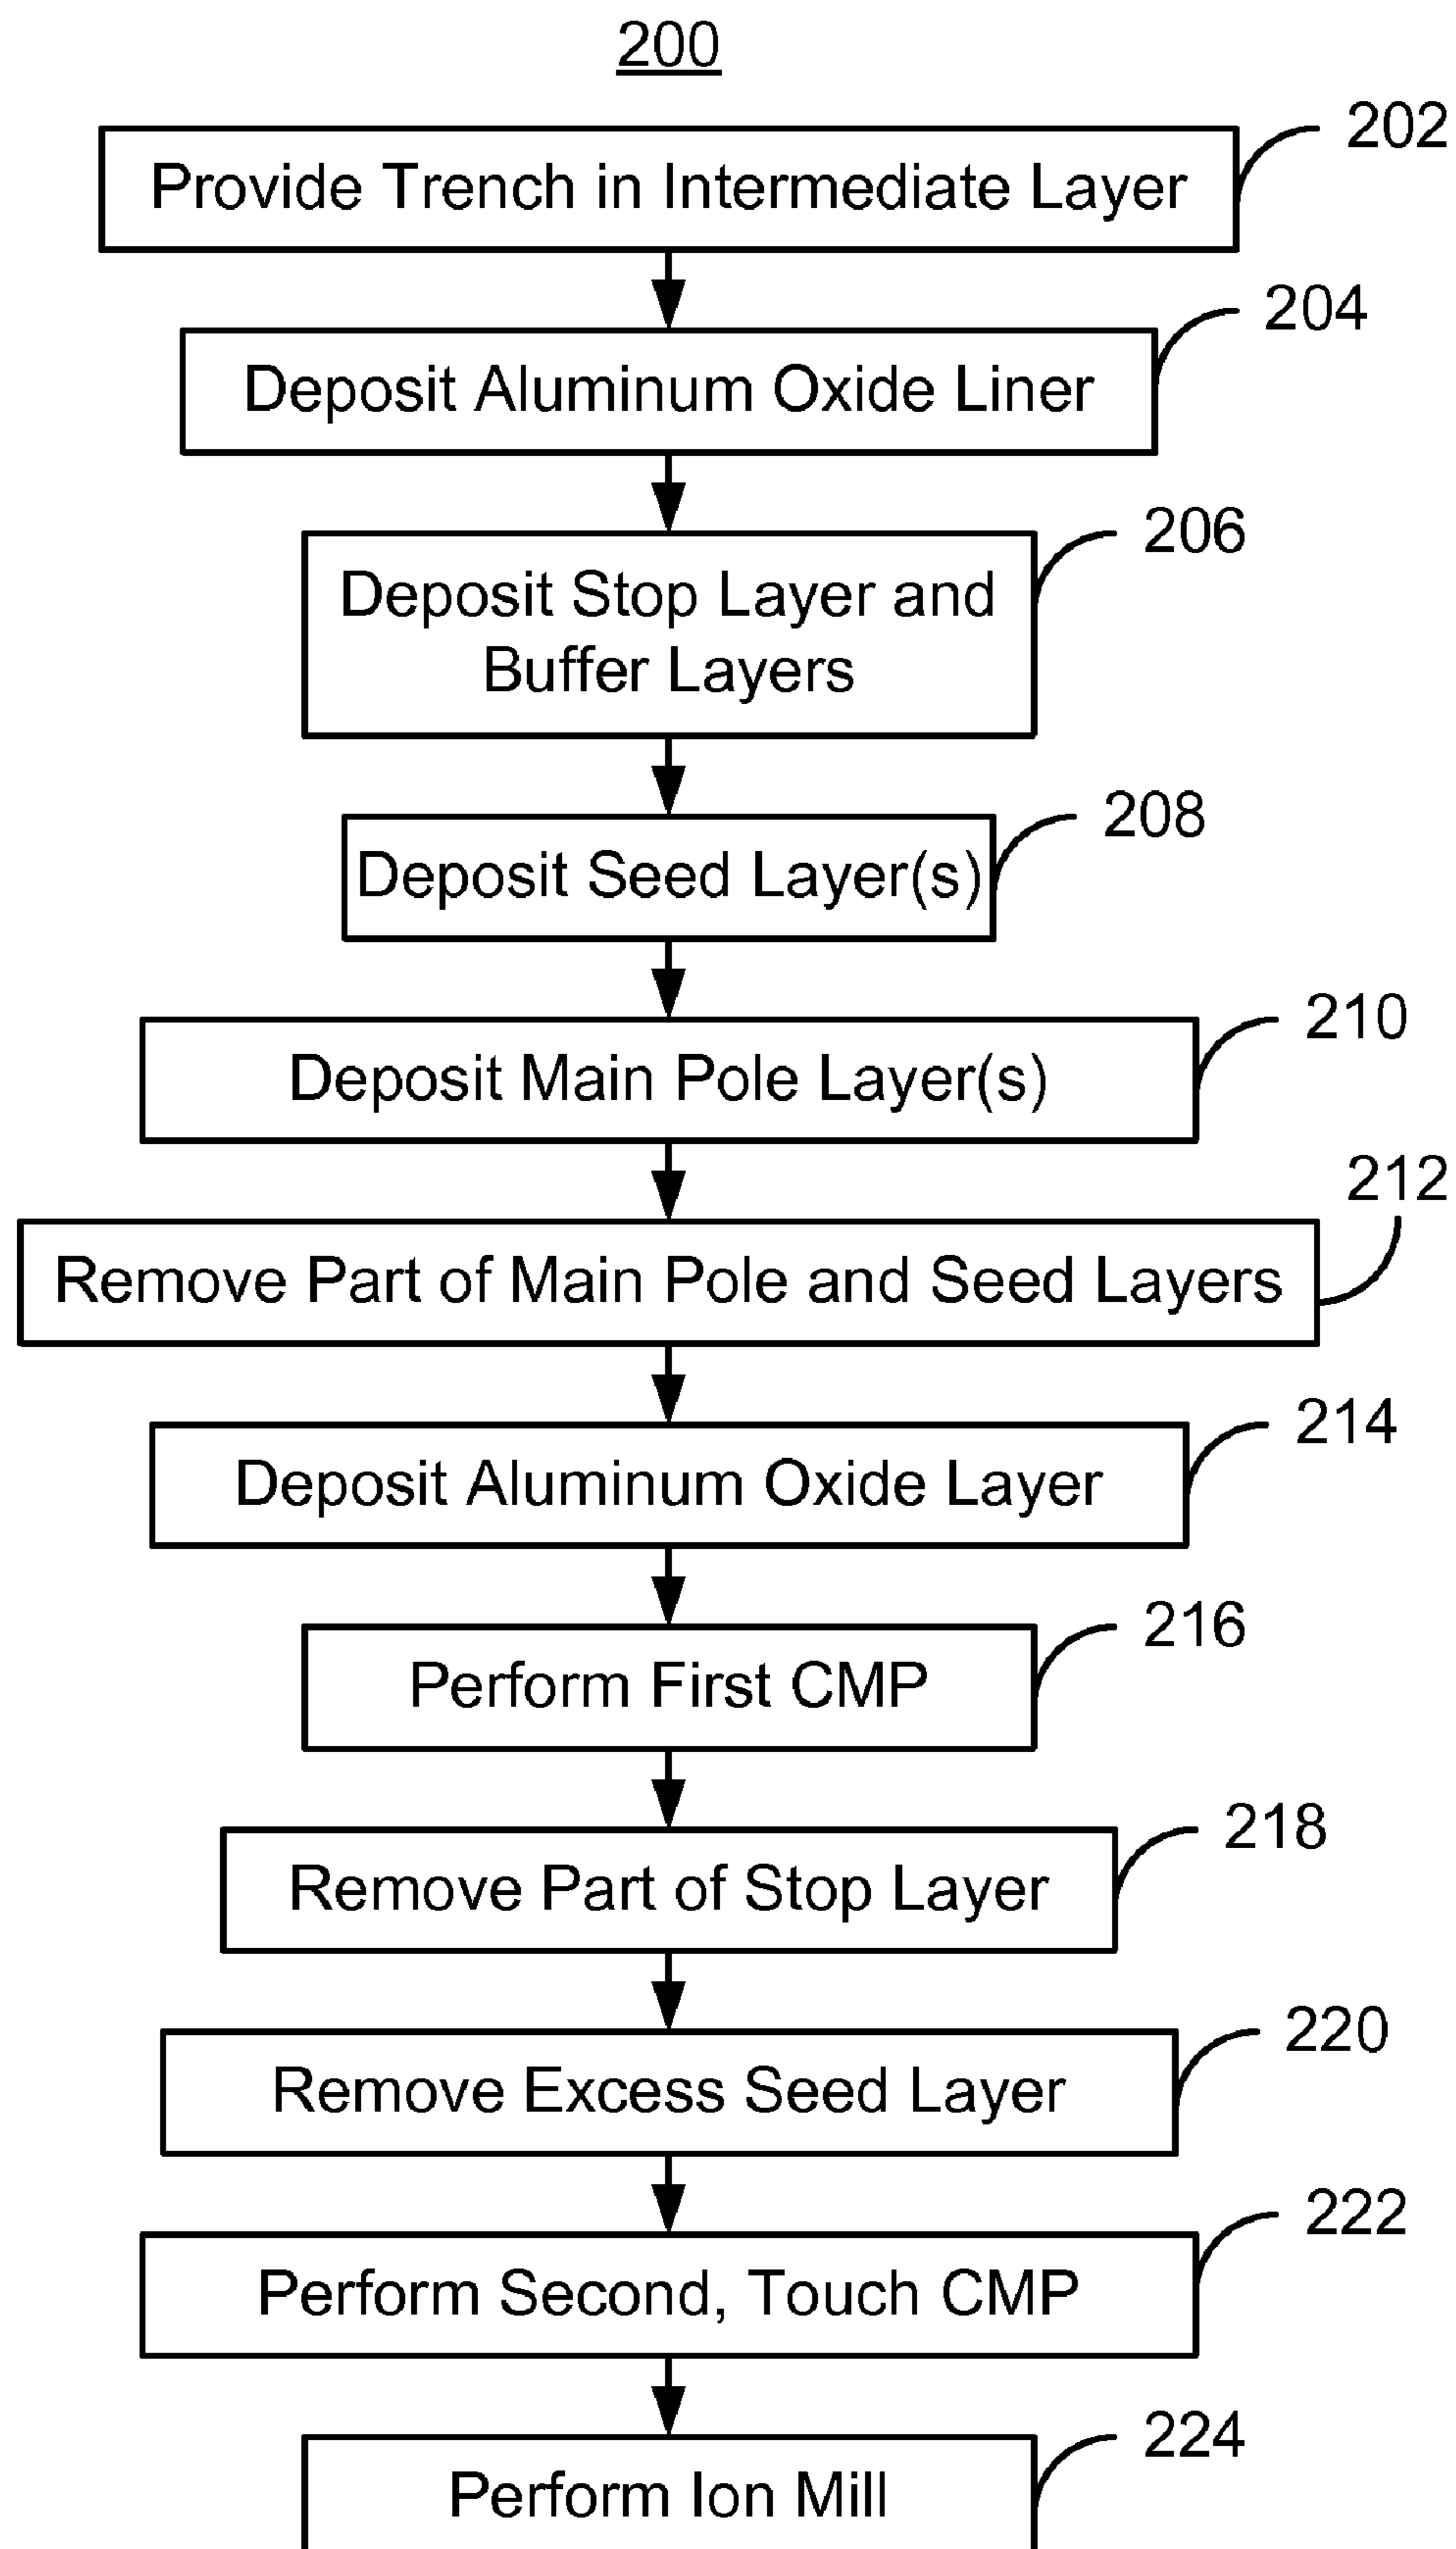 200
202
Provide Trench in Intermediate Layer
204
Deposit Aluminum Oxide Liner
206
Deposit Stop Layer and
Buffer Layers
208
Deposit Seed Layer(s)
210
Deposit Main Pole Layer(s)
212
Remove Part of Main Pole and Seed Layers
214
Deposit Aluminum Oxide Layer
216
Perform First CMP
218
Remove Part of Stop Layer
220
Remove Excess Seed Layer
222
Perform Second, Touch CMP
224
Perform Ion Mill